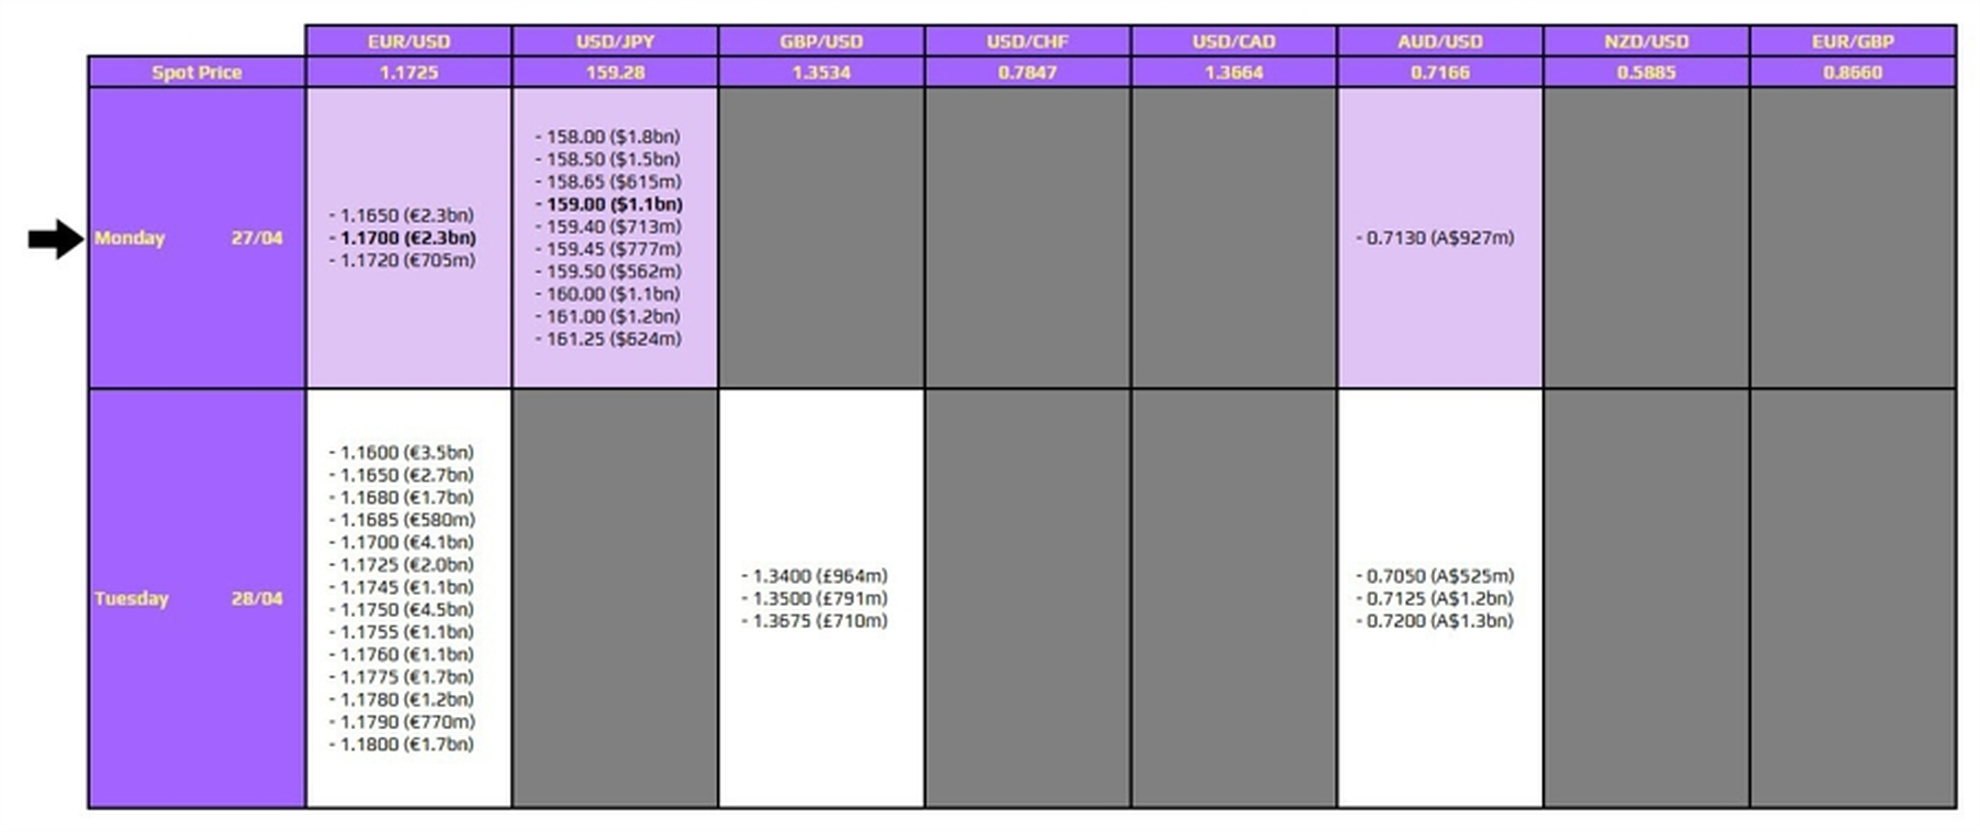 EUR/USD USD/JPY GBP/USD USD/CHF USD/CAD AUD/USD NZD/USD EUR/GBP
Spot Price 1.1725 159.28 1.3534 0.7847 1.3664 0.7166 0.5885 0.8660
Monday 27/04
- 1.1650 (€2.3bn)
- 1.1700 (€2.3bn)
- 1.1720 (€705m)
- 158.00 ($1.8bn)
- 158.50 ($1.5bn)
- 158.65 ($615m)
- 159.00 ($1.1bn)
- 159.40 ($713m)
- 159.45 ($777m)
- 159.50 ($562m)
- 160.00 ($1.1bn)
- 161.00 ($1.2bn)
- 161.25 ($624m)
- 0.7130 (A$927m)
Tuesday 28/04
- 1.1600 (€3.5bn)
- 1.1650 (€2.7bn)
- 1.1680 (€1.7bn)
- 1.1685 (€580m)
- 1.1700 (€4.1bn)
- 1.1725 (€2.0bn)
- 1.1745 (€1.1bn)
- 1.1750 (€4.5bn)
- 1.1755 (€1.1bn)
- 1.1760 (€1.1bn)
- 1.1775 (€1.7bn)
- 1.1780 (€1.2bn)
- 1.1790 (€770m)
- 1.1800 (€1.7bn)
- 1.3400 (£964m)
- 1.3500 (£791m)
- 1.3675 (£710m)
- 0.7050 (A$525m)
- 0.7125 (A$1.2bn)
- 0.7200 (A$1.3bn)